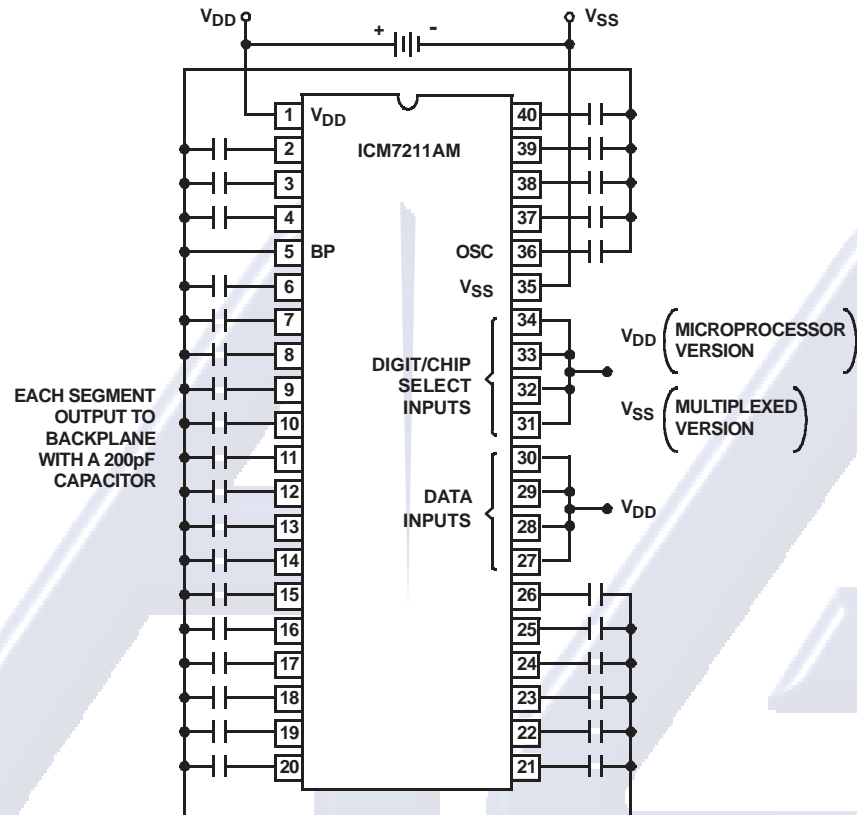 VDD
VSS
+ -
ICM7211AM
1 VDD 40
2 39
3 38
4 37
5 BP OSC 36
6 VSS 35
7 34
8 33
9 32
10 31
11 30
12 29
13 28
14 27
15 26
16 25
17 24
18 23
19 22
20 21
DIGIT/CHIP
SELECT
INPUTS
DATA
INPUTS
EACH SEGMENT
OUTPUT TO
BACKPLANE
WITH A 200pF
CAPACITOR
VDD (MICROPROCESSOR
VERSION)
VSS (MULTIPLEXED
VERSION)
VDD